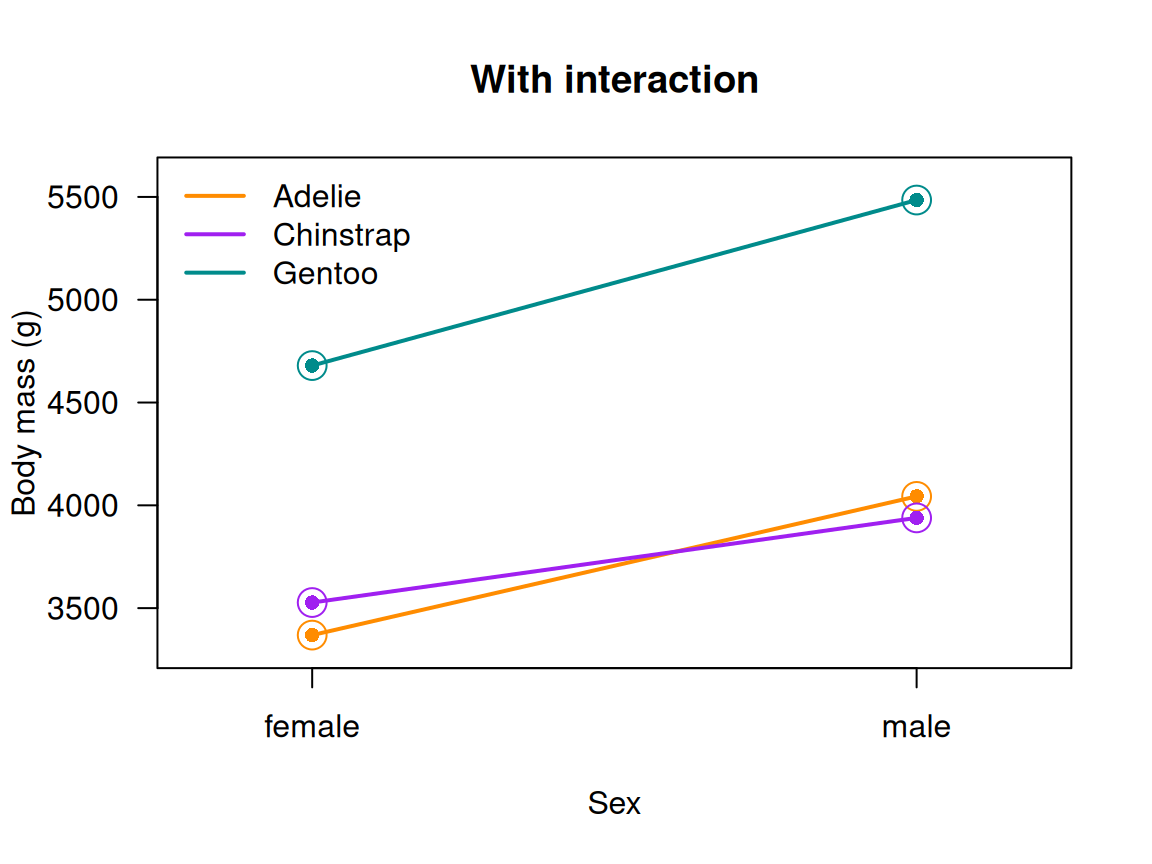 With interaction
Adelie
Chinstrap
Gentoo
5500
5000
4500
4000
3500
Body mass (g)
female
male
Sex